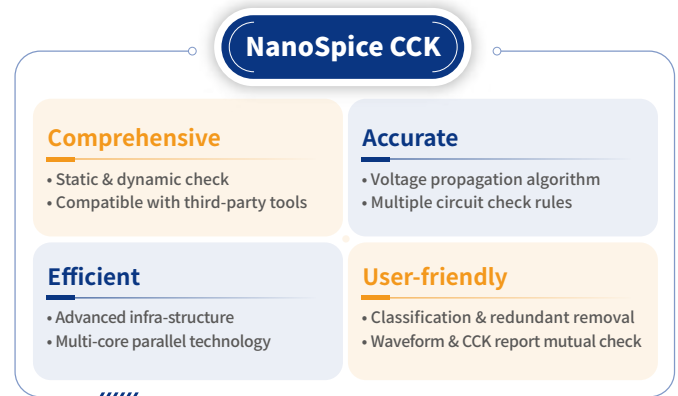 NanoSpice CCK
Comprehensive
• Static & dynamic check
• Compatible with third-party tools
Accurate
• Voltage propagation algorithm
• Multiple circuit check rules
Efficient
• Advanced infra-structure
• Multi-core parallel technology
User-friendly
• Classification & redundant removal
• Waveform & CCK report mutual check